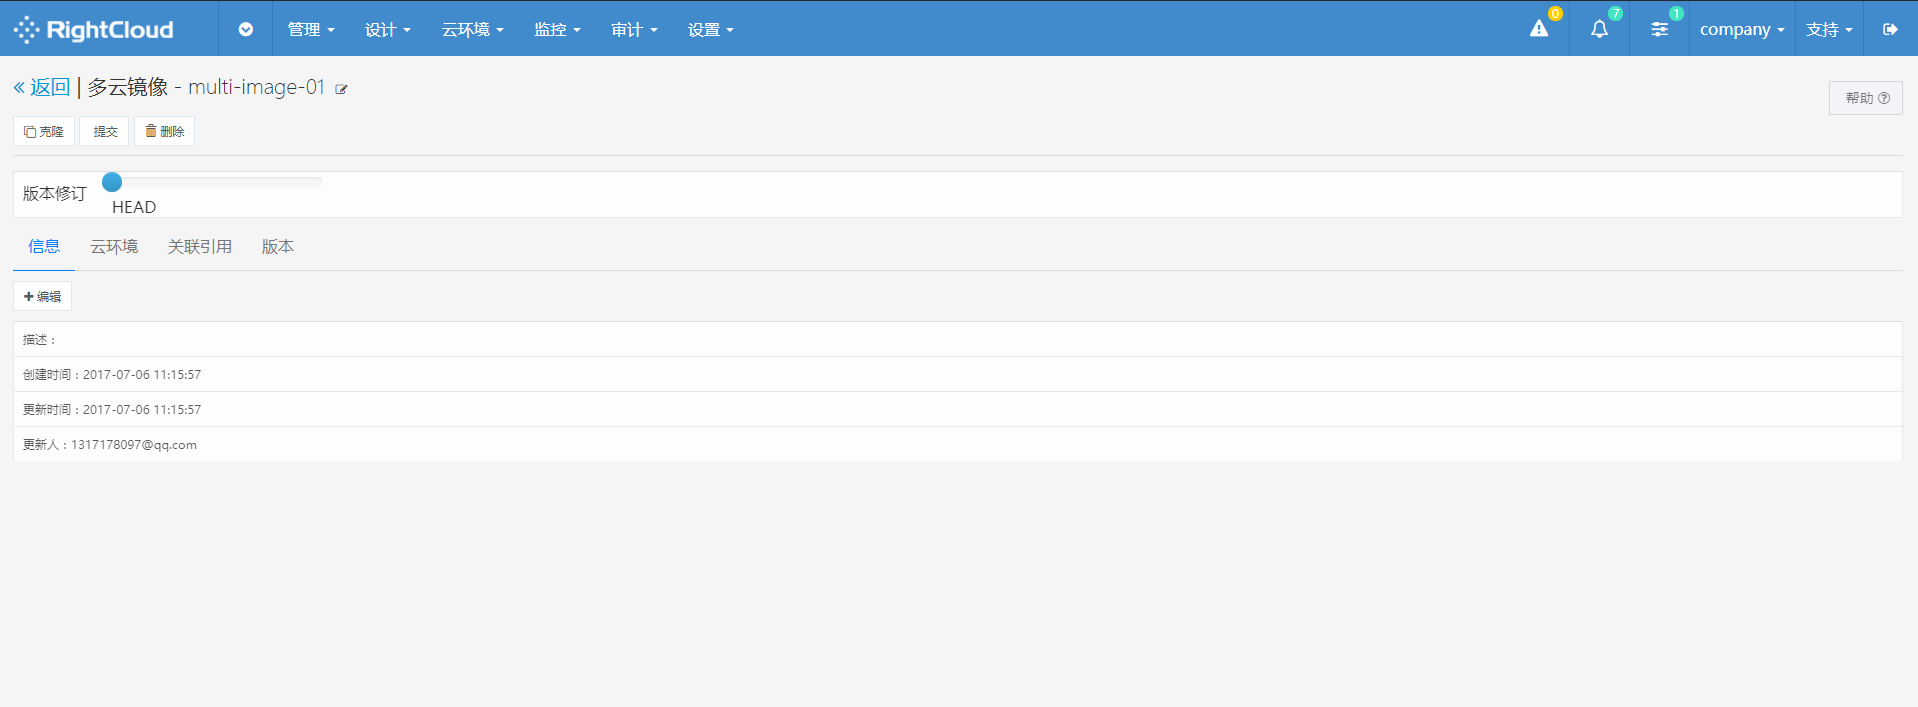 RightCloud 管理 设计 云环境 监控 审计 设置 0 7 1 company 支持
« 返回 | 多云镜像 - multi-image-01
帮助
克隆 提交 删除
版本修订
HEAD
信息 云环境 关联引用 版本
编辑
描述：
创建时间：2017-07-06 11:15:57
更新时间：2017-07-06 11:15:57
更新人：1317178097@qq.com